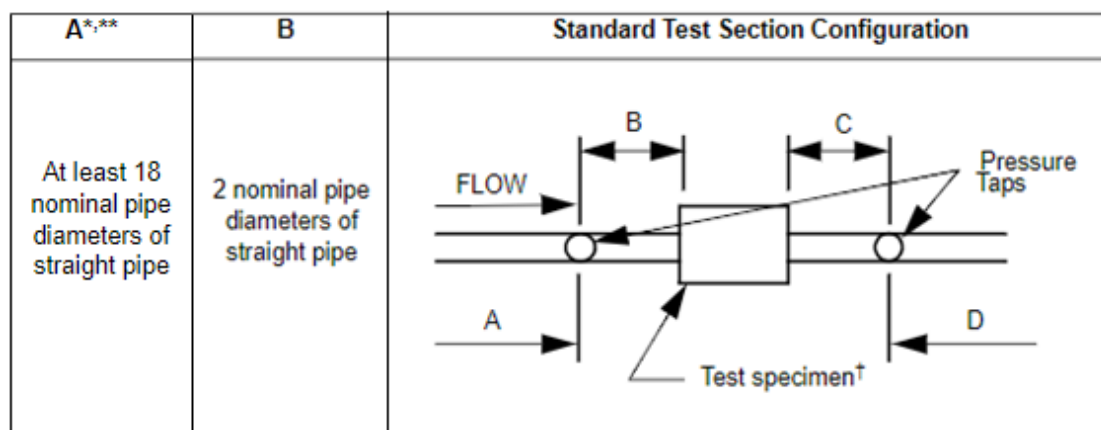 A*,**
B
Standard Test Section Configuration
At least 18
nominal pipe
diameters of
straight pipe
2 nominal pipe
diameters of
straight pipe
B
C
FLOW
Pressure
Taps
A
D
Test specimen†